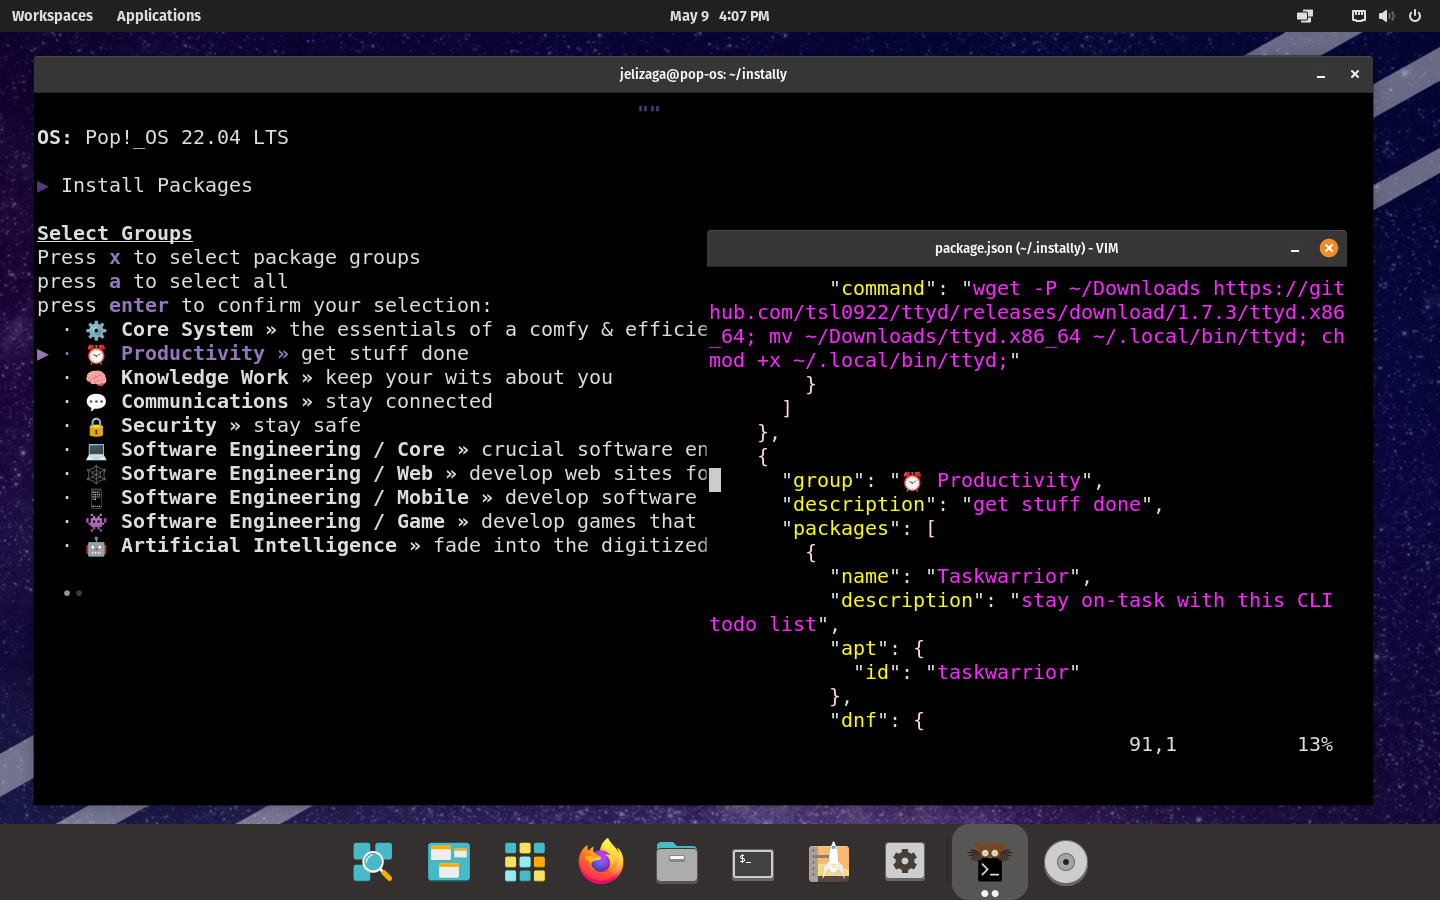 Workspaces Applications May 9 4:07 PM
jelizaga@pop-os: ~/instally
""
OS: Pop!_OS 22.04 LTS
▶ Install Packages
Select Groups
Press x to select package groups
press a to select all
press enter to confirm your selection:
· ⚙️ Core System » the essentials of a comfy & efficie
▶ · ⏰ Productivity » get stuff done
· 🧠 Knowledge Work » keep your wits about you
· 💬 Communications » stay connected
· 🔒 Security » stay safe
· 💻 Software Engineering / Core » crucial software en
· 🕸️ Software Engineering / Web » develop web sites fo
· 📱 Software Engineering / Mobile » develop software
· 👾 Software Engineering / Game » develop games that
· 🤖 Artificial Intelligence » fade into the digitized
••
package.json (~/.instally) - VIM
"command": "wget -P ~/Downloads https://git
hub.com/tsl0922/ttyd/releases/download/1.7.3/ttyd.x86
_64; mv ~/Downloads/ttyd.x86_64 ~/.local/bin/ttyd; ch
mod +x ~/.local/bin/ttyd;"
}
]
},
{
"group": "⏰ Productivity",
"description": "get stuff done",
"packages": [
{
"name": "Taskwarrior",
"description": "stay on-task with this CLI
todo list",
"apt": {
"id": "taskwarrior"
},
"dnf": {
91,1 13%
$_
>_